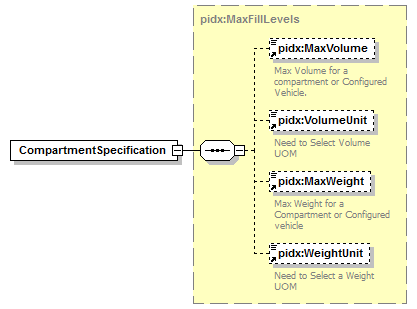 pidx:MaxFillLevels
pidx:MaxVolume
Max Volume for a
compartment or Configured
Vehicle.
pidx:VolumeUnit
Need to Select Volume
UOM
CompartmentSpecification
pidx:MaxWeight
Max Weight for a
Compartment or Configured
vehicle
pidx:WeightUnit
Need to Select a Weight
UOM